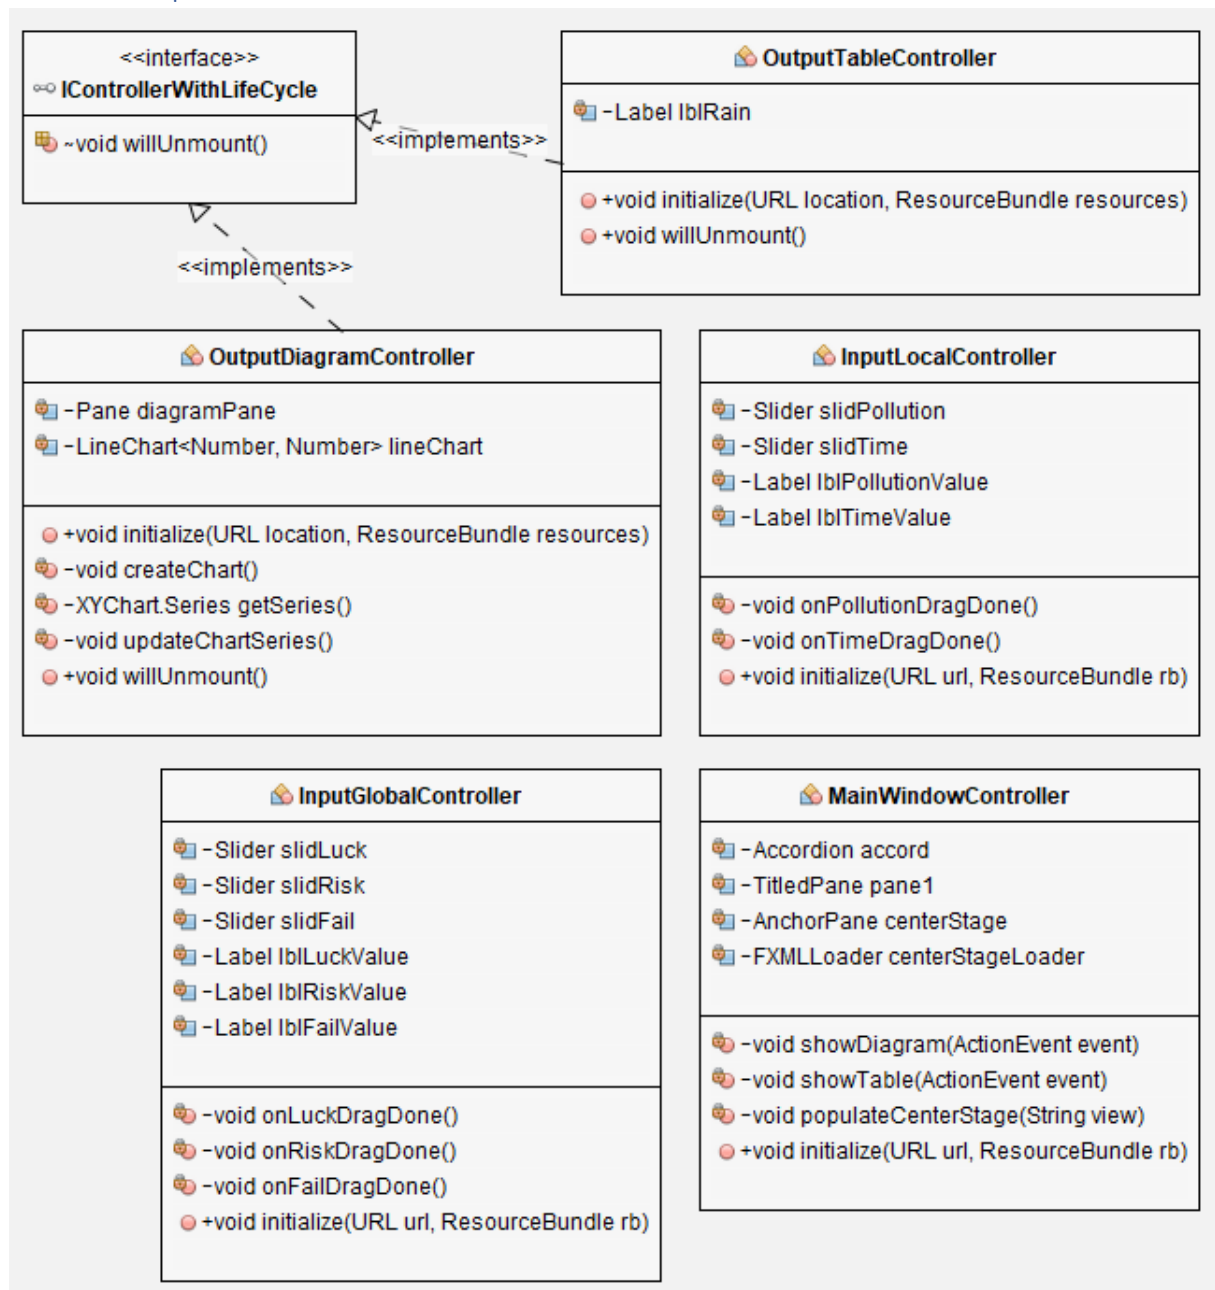 <<interface>>
IControllerWithLifeCycle
~void willUnmount()
<<implements>>
OutputTableController
-Label lblRain
+void initialize(URL location, ResourceBundle resources)
+void willUnmount()
<<implements>>
OutputDiagramController
-Pane diagramPane
-LineChart<Number, Number> lineChart
+void initialize(URL location, ResourceBundle resources)
-void createChart()
-XYChart.Series getSeries()
-void updateChartSeries()
+void willUnmount()
InputLocalController
-Slider slidPollution
-Slider slidTime
-Label lblPollutionValue
-Label lblTimeValue
-void onPollutionDragDone()
-void onTimeDragDone()
+void initialize(URL url, ResourceBundle rb)
InputGlobalController
-Slider slidLuck
-Slider slidRisk
-Slider slidFail
-Label lblLuckValue
-Label lblRiskValue
-Label lblFailValue
-void onLuckDragDone()
-void onRiskDragDone()
-void onFailDragDone()
+void initialize(URL url, ResourceBundle rb)
MainWindowController
-Accordion accord
-TitledPane pane1
-AnchorPane centerStage
-FXMLLoader centerStageLoader
-void showDiagram(ActionEvent event)
-void showTable(ActionEvent event)
-void populateCenterStage(String view)
+void initialize(URL url, ResourceBundle rb)